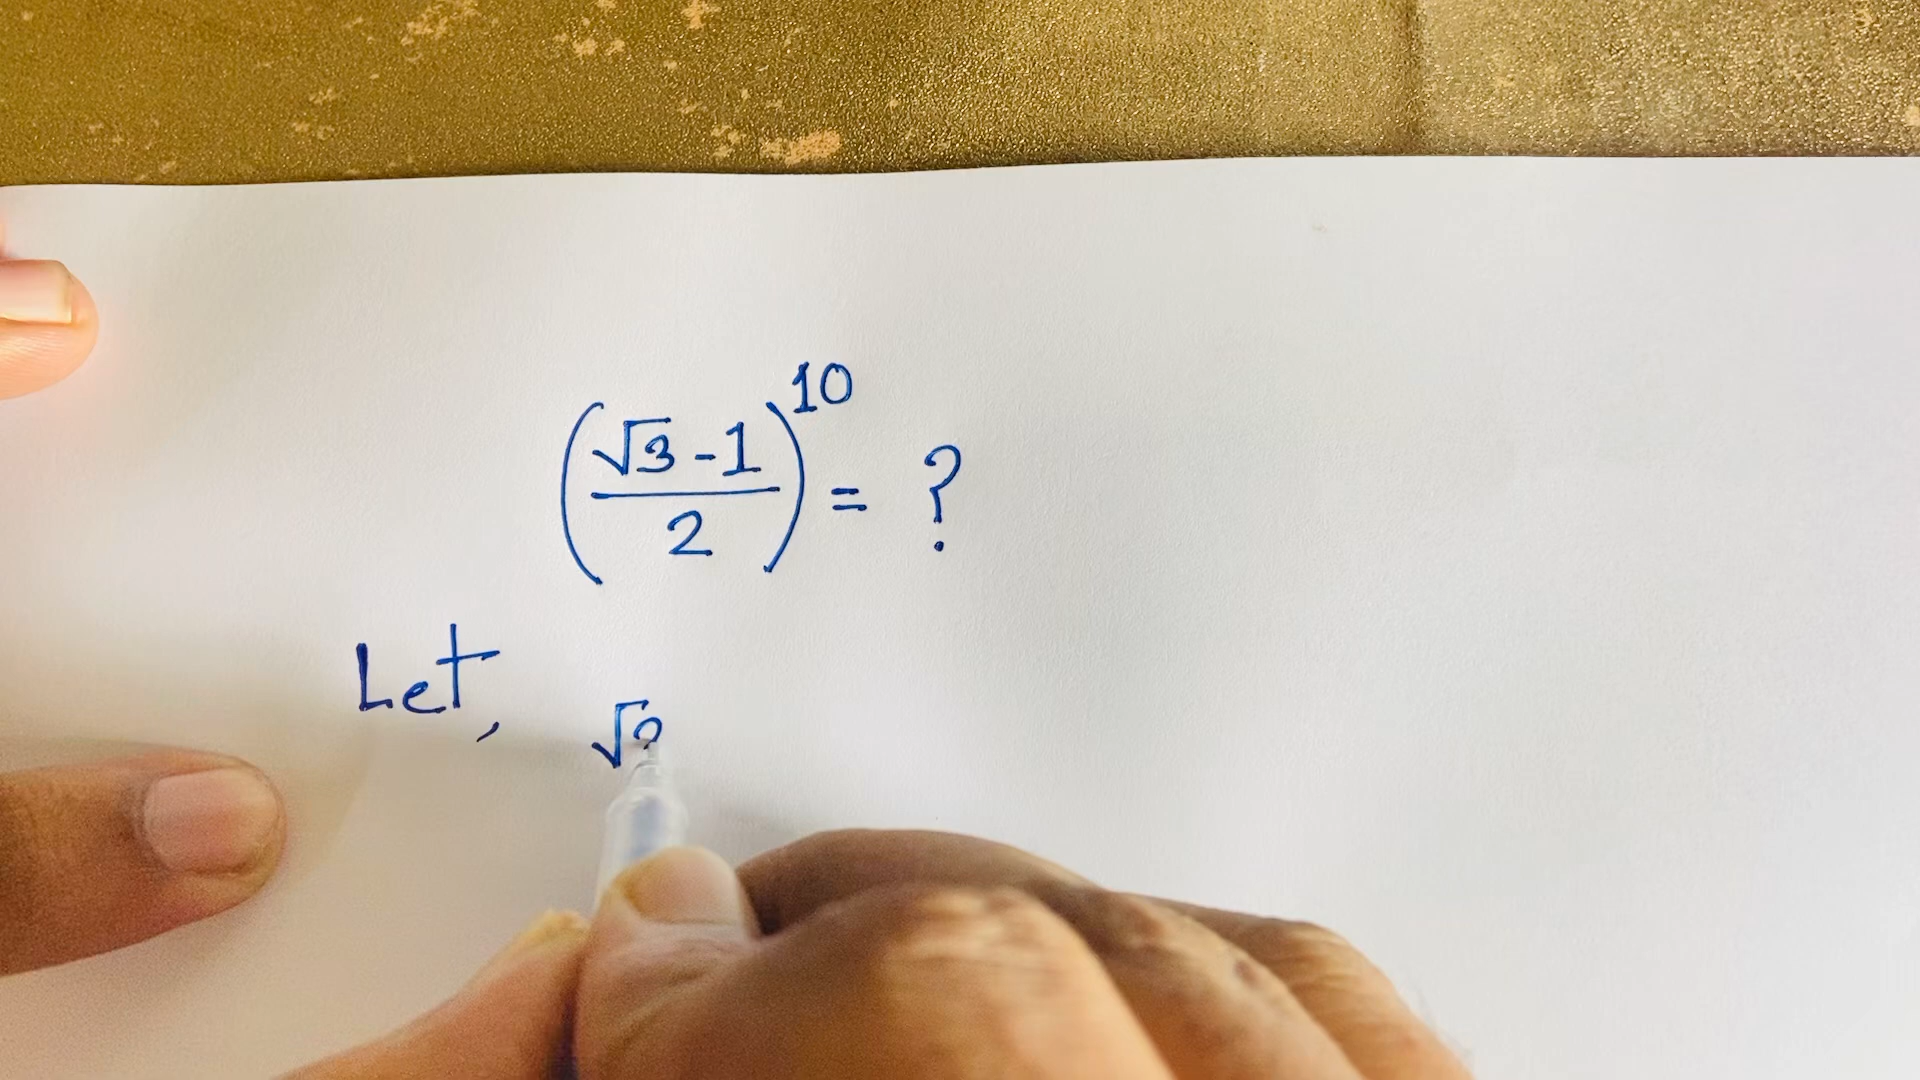 (√3 - 1 / 2)^10 = ?
Let,